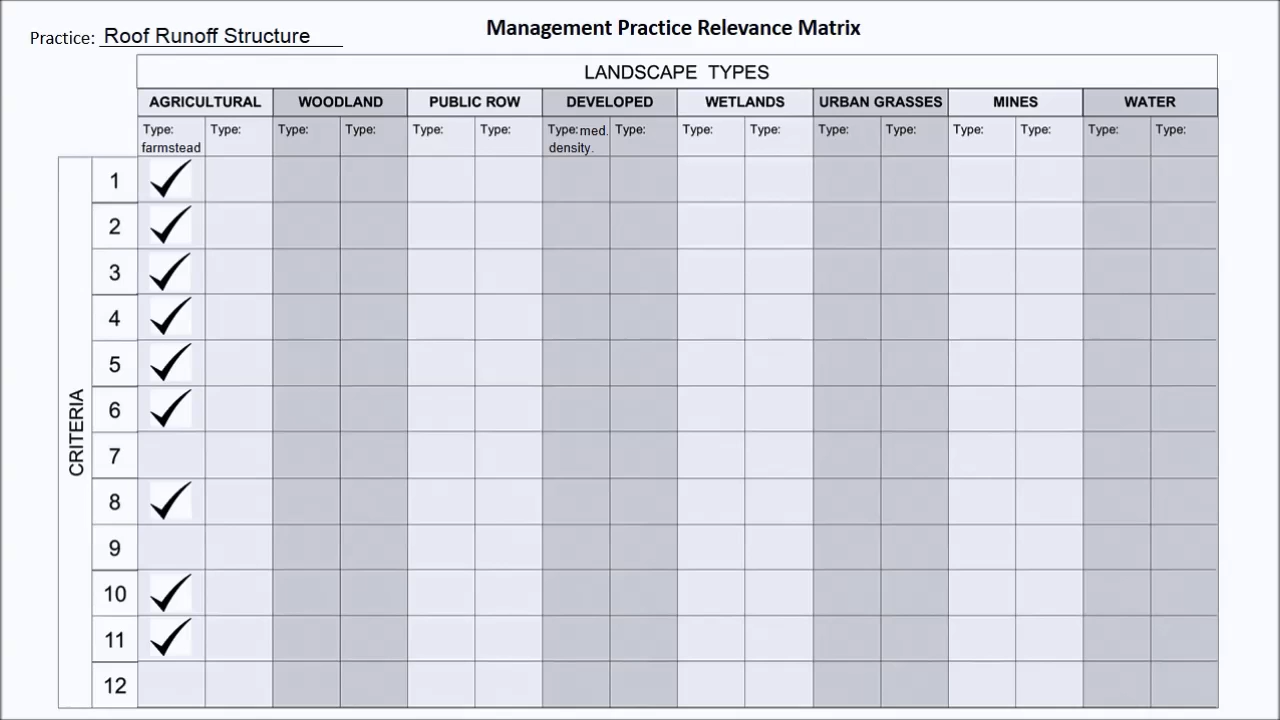 Practice: Roof Runoff Structure
Management Practice Relevance Matrix
LANDSCAPE TYPES
AGRICULTURAL WOODLAND PUBLIC ROW DEVELOPED WETLANDS URBAN GRASSES MINES WATER
Type: Type: Type: Type: Type: Type: Type: med. Type: Type: Type: Type: Type: Type: Type: Type: Type:
farmstead density.
CRITERIA
1
2
3
4
5
6
7
8
9
10
11
12